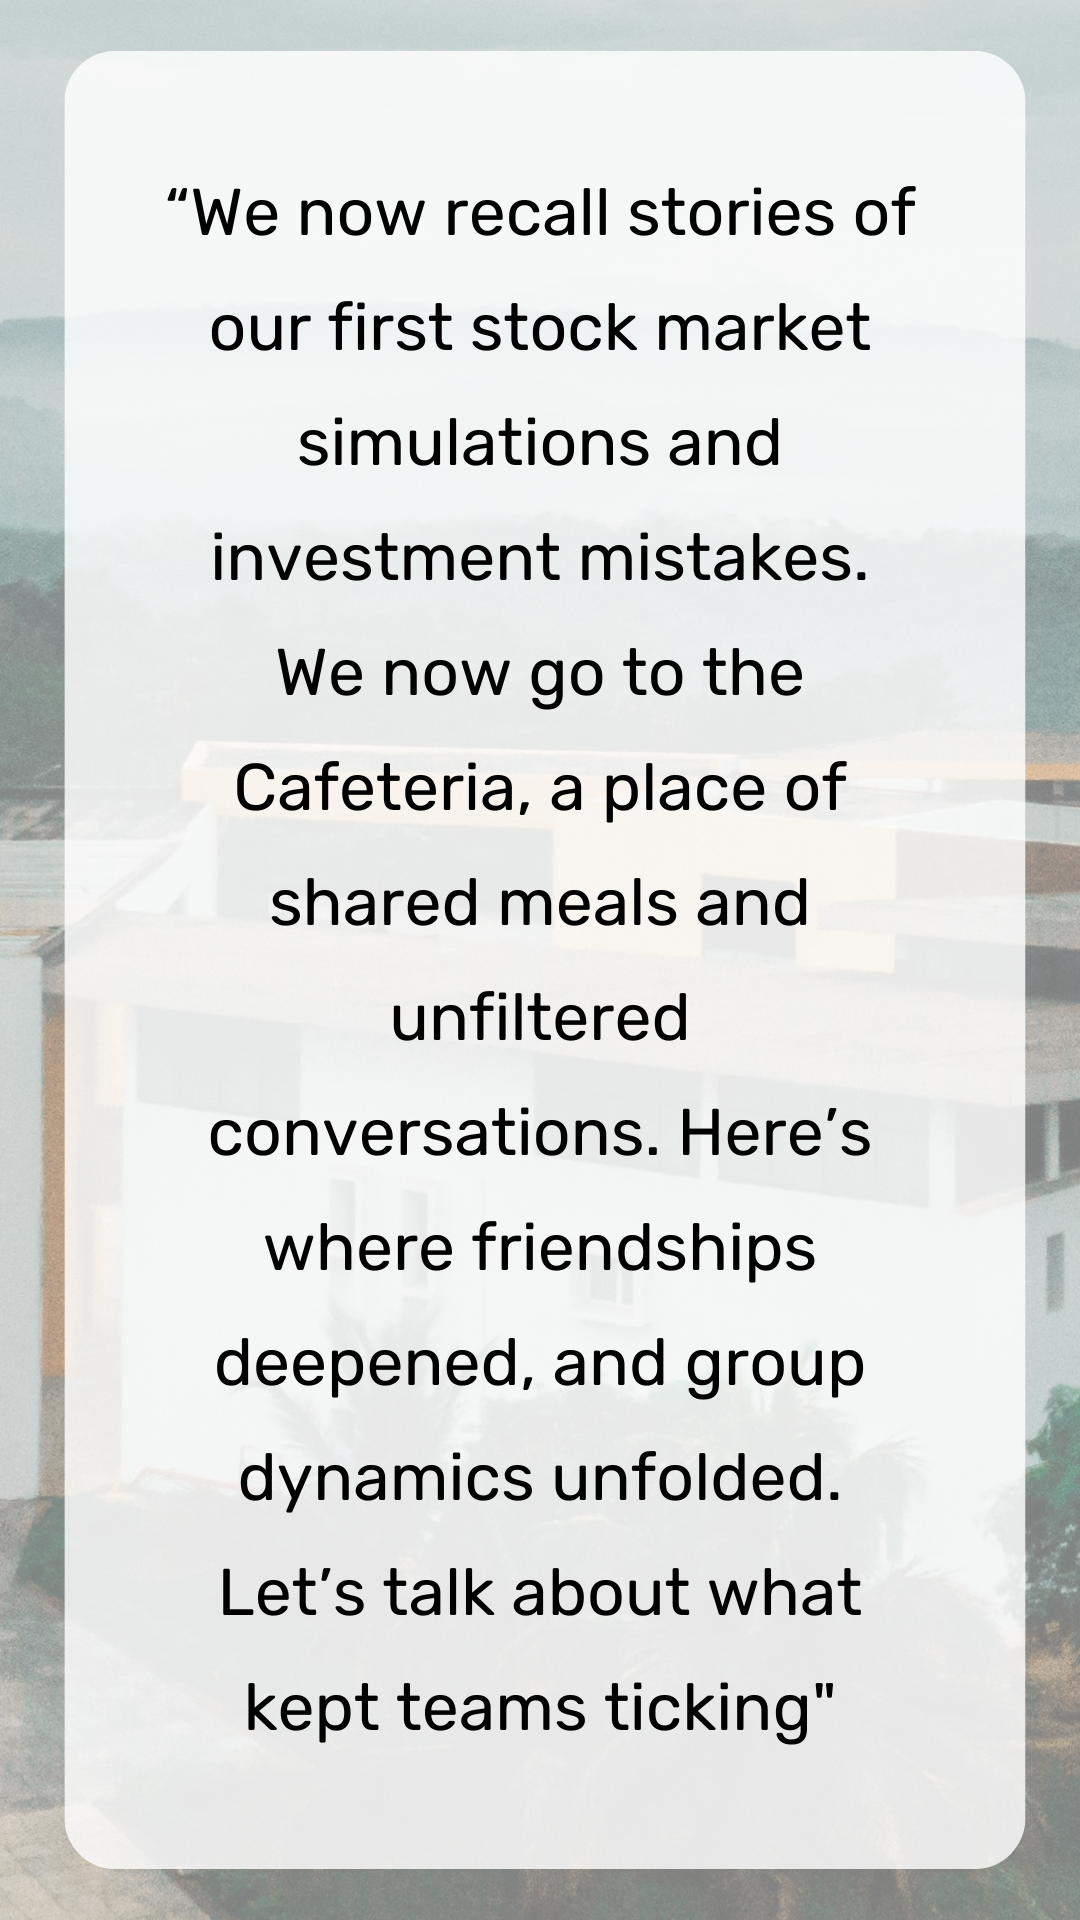 “We now recall stories of
our first stock market
simulations and
investment mistakes.
We now go to the
Cafeteria, a place of
shared meals and
unfiltered
conversations. Here’s
where friendships
deepened, and group
dynamics unfolded.
Let’s talk about what
kept teams ticking"